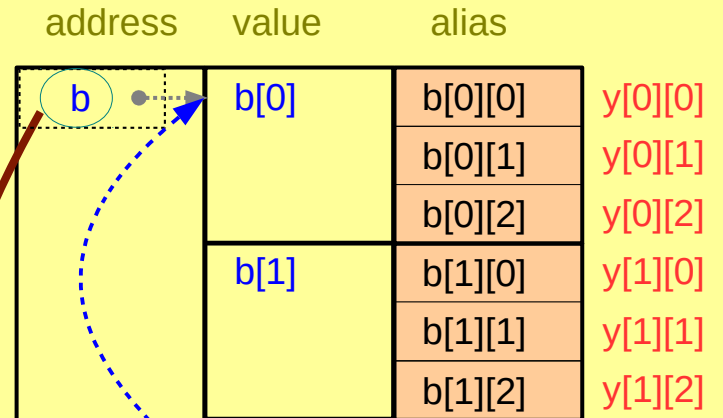 address value alias
b b[0] b[0][0] y[0][0]
b[0][1] y[0][1]
b[0][2] y[0][2]
b[1] b[1][0] y[1][0]
b[1][1] y[1][1]
b[1][2] y[1][2]